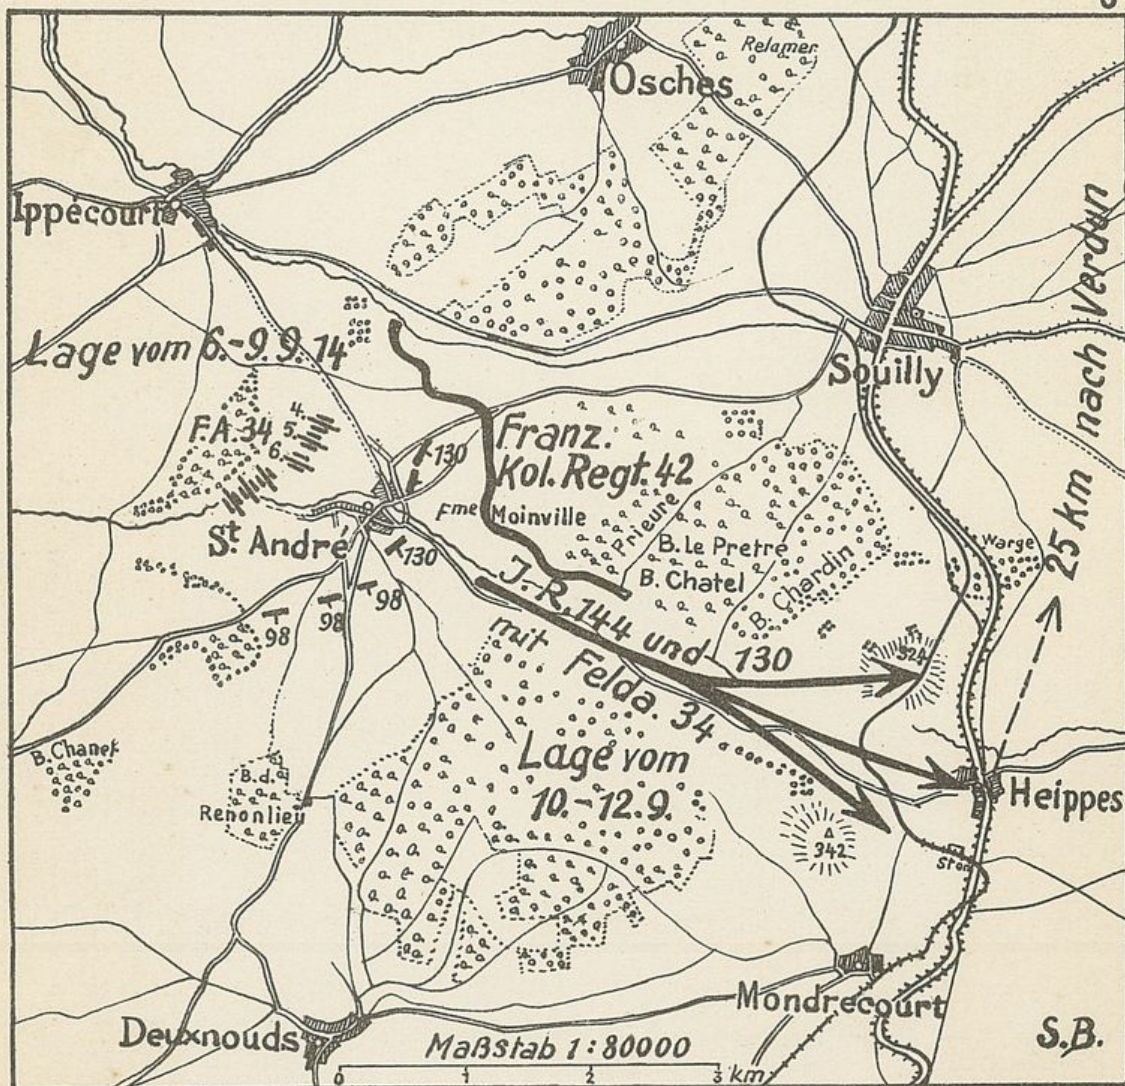 Relamer
Osches
Ippécourt
nach Verdun
25 km
Lage vom 6.-9.9.14
Souilly
F.A.34
4.
5.
6.
130
Franz.
Kol. Regt. 42
Fme Moinville
Prieure
B. le Pretre
B. Chatel
B. Chardin
Warge
St. André
130
98
98
98
J.-R. 144 und 130
mit Felda. 34
324
Lage vom
10.-12.9.
B. Chanet
B. d.
Renonlieu
Heippes
342
Ston
Mondrecourt
Deuxnouds
Maßstab 1:80000
0 1 2 3 km
S.B.